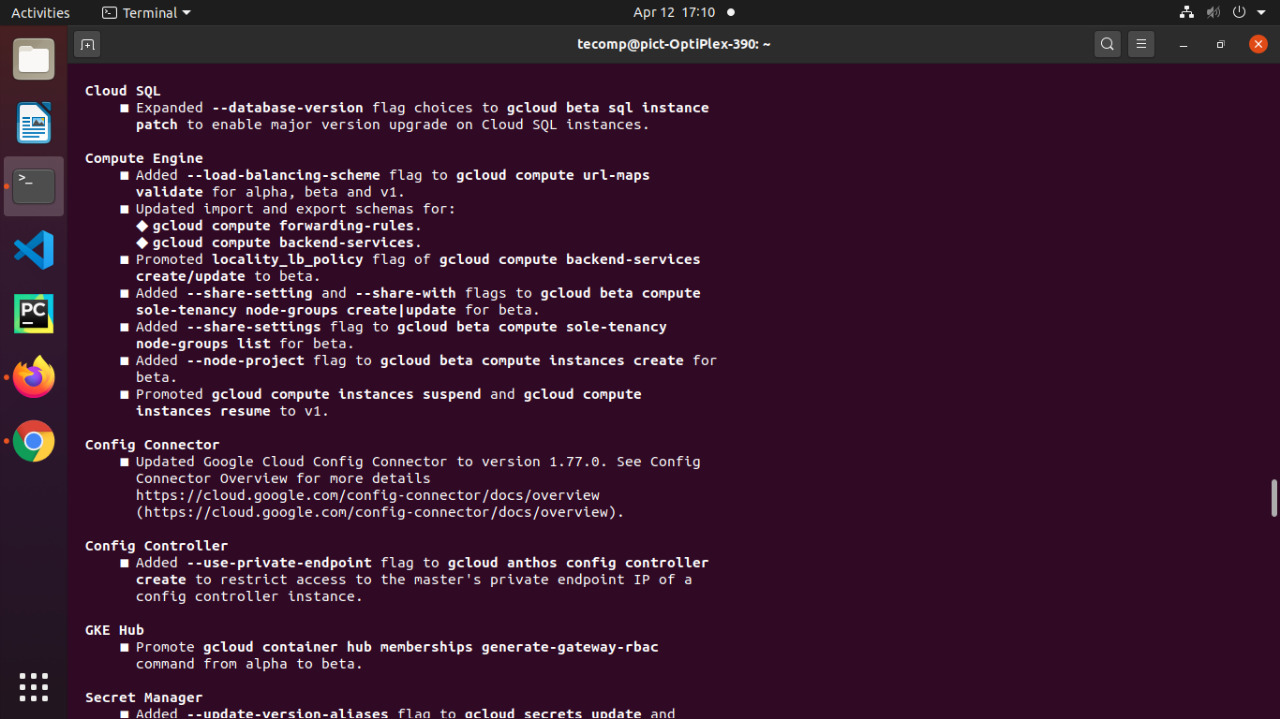 Activities
Terminal
Apr 12 17:10
tecomp@pict-OptiPlex-390: ~
Cloud SQL
■ Expanded --database-version flag choices to gcloud beta sql instance
patch to enable major version upgrade on Cloud SQL instances.
Compute Engine
■ Added --load-balancing-scheme flag to gcloud compute url-maps
validate for alpha, beta and v1.
■ Updated import and export schemas for:
◆ gcloud compute forwarding-rules.
◆ gcloud compute backend-services.
■ Promoted locality_lb_policy flag of gcloud compute backend-services
create/update to beta.
■ Added --share-setting and --share-with flags to gcloud beta compute
sole-tenancy node-groups create|update for beta.
■ Added --share-settings flag to gcloud beta compute sole-tenancy
node-groups list for beta.
■ Added --node-project flag to gcloud beta compute instances create for
beta.
■ Promoted gcloud compute instances suspend and gcloud compute
instances resume to v1.
Config Connector
■ Updated Google Cloud Config Connector to version 1.77.0. See Config
Connector Overview for more details
https://cloud.google.com/config-connector/docs/overview
(https://cloud.google.com/config-connector/docs/overview).
Config Controller
■ Added --use-private-endpoint flag to gcloud anthos config controller
create to restrict access to the master's private endpoint IP of a
config controller instance.
GKE Hub
■ Promote gcloud container hub memberships generate-gateway-rbac
command from alpha to beta.
Secret Manager
■ Added --update-version-aliases flag to gcloud secrets update and
>_
PC